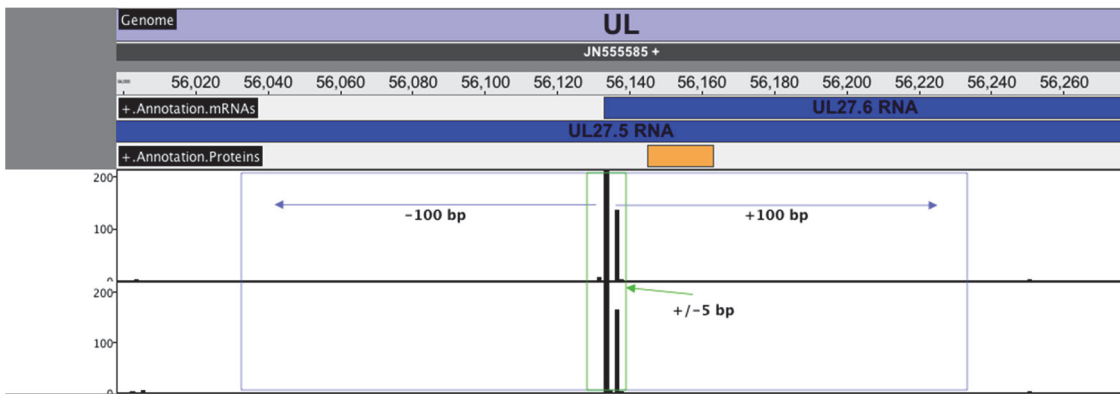 Genome
UL
JN555585 +
56,020 56,040 56,060 56,080 56,100 56,120 56,140 56,160 56,180 56,200 56,220 56,240 56,260
+.Annotation.mRNAs
UL27.6 RNA
UL27.5 RNA
+.Annotation.Proteins
200
-100 bp
+100 bp
100
0
200
+/-5 bp
100
0